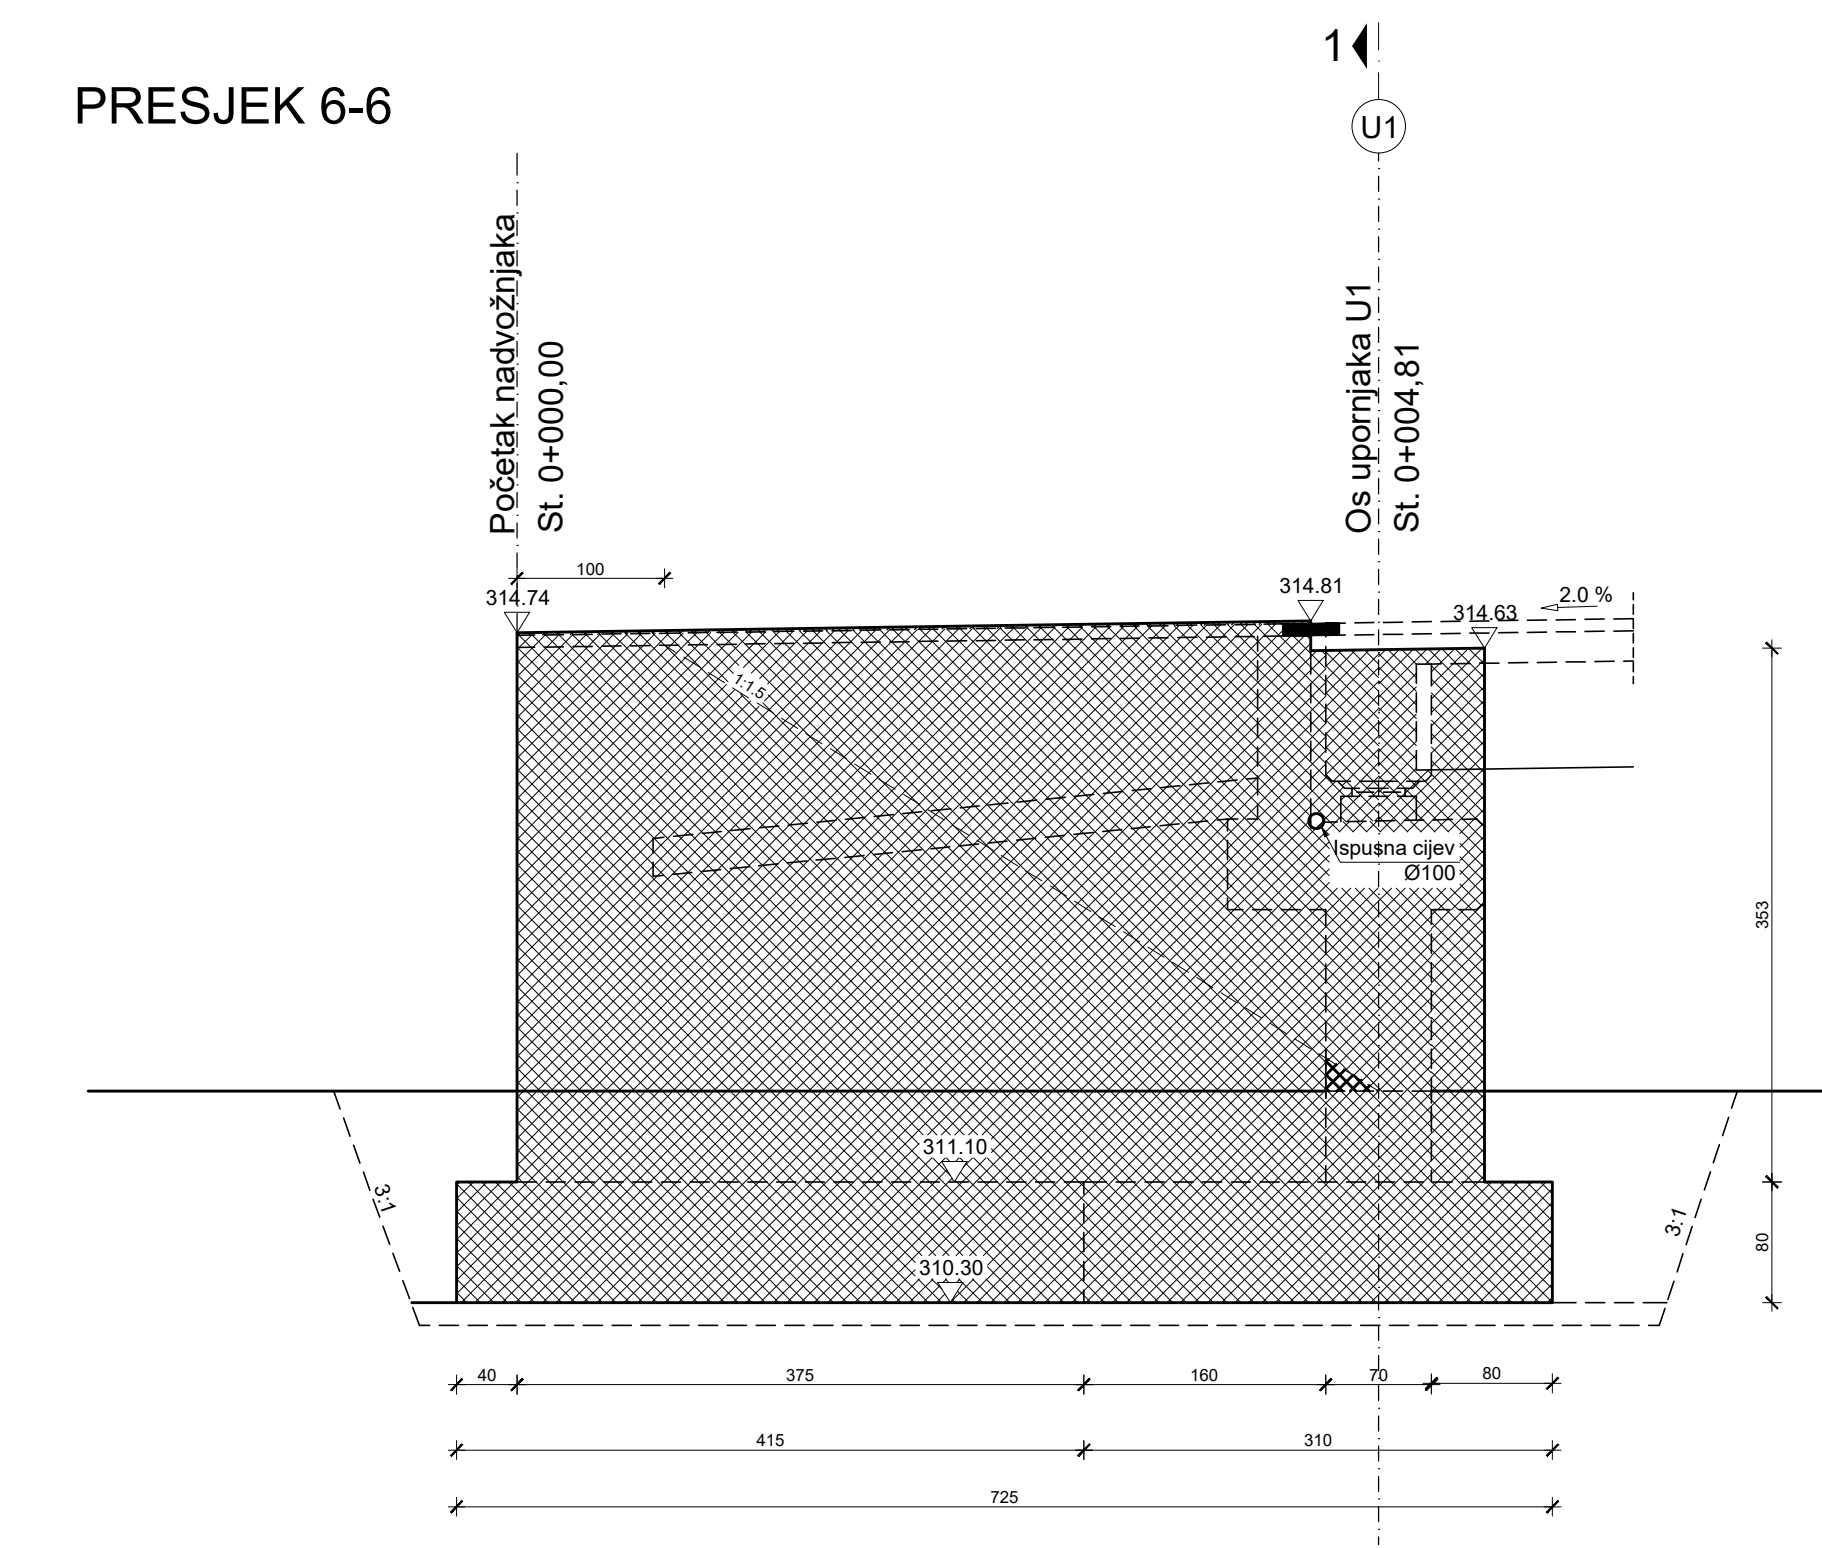 1
U1
PRESJEK 6-6
Početak nadvožnjaka
St. 0+000,00
Os upornjaka U1
St. 0+004,81
100
314.74
314.81
2.0 %
314.63
1:1.5
Ispusna cijev
Ø100
353
311.10
3:1
3:1
310.30
80
40
375
160
70
80
415
310
725